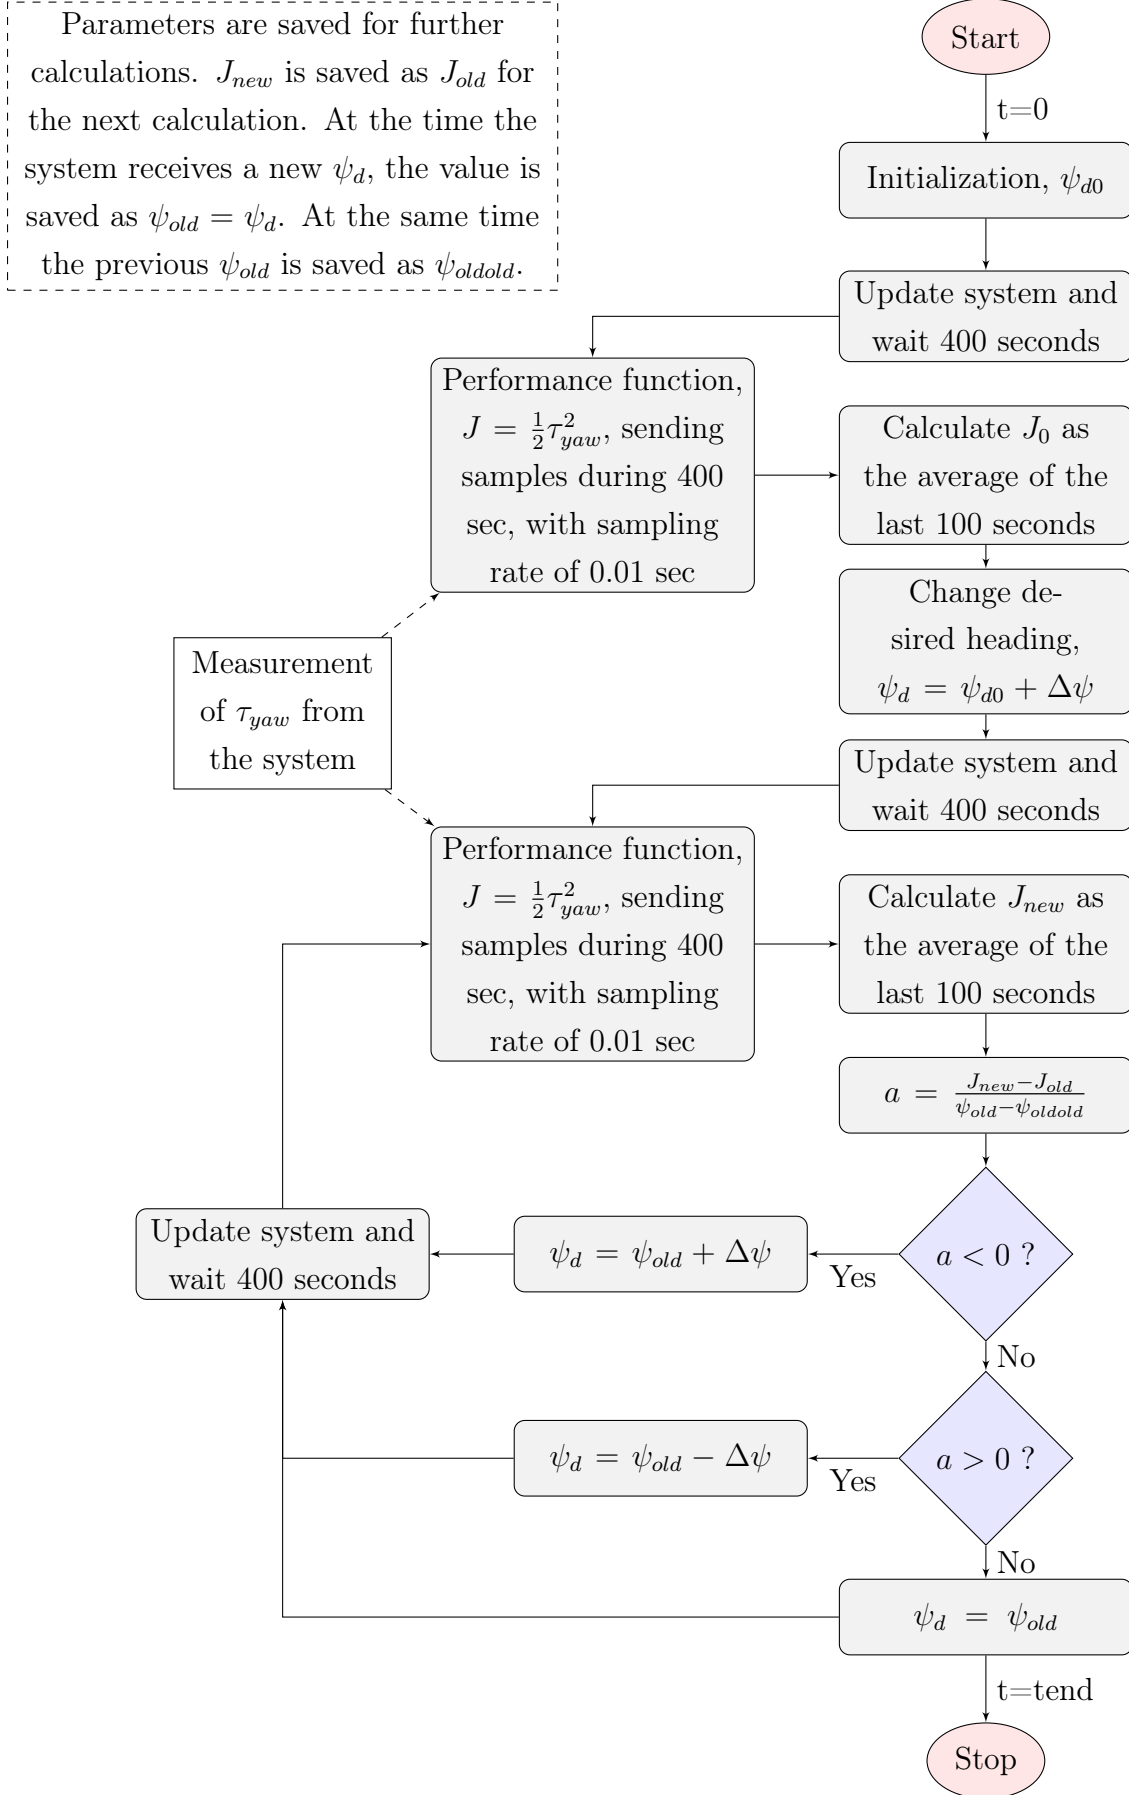 Parameters are saved for further
calculations. J_new is saved as J_old for
the next calculation. At the time the
system receives a new ψ_d, the value is
saved as ψ_old = ψ_d. At the same time
the previous ψ_old is saved as ψ_oldold.
Start
t=0
Initialization, ψ_d0
Update system and
wait 400 seconds
Performance function,
J = 1/2 τ²_yaw, sending
samples during 400
sec, with sampling
rate of 0.01 sec
Calculate J_0 as
the average of the
last 100 seconds
Change de-
sired heading,
ψ_d = ψ_d0 + Δψ
Measurement
of τ_yaw from
the system
Update system and
wait 400 seconds
Performance function,
J = 1/2 τ²_yaw, sending
samples during 400
sec, with sampling
rate of 0.01 sec
Calculate J_new as
the average of the
last 100 seconds
a = (J_new − J_old) / (ψ_old − ψ_oldold)
a < 0 ?
Yes
ψ_d = ψ_old + Δψ
Update system and
wait 400 seconds
No
a > 0 ?
Yes
ψ_d = ψ_old − Δψ
No
ψ_d = ψ_old
t=tend
Stop